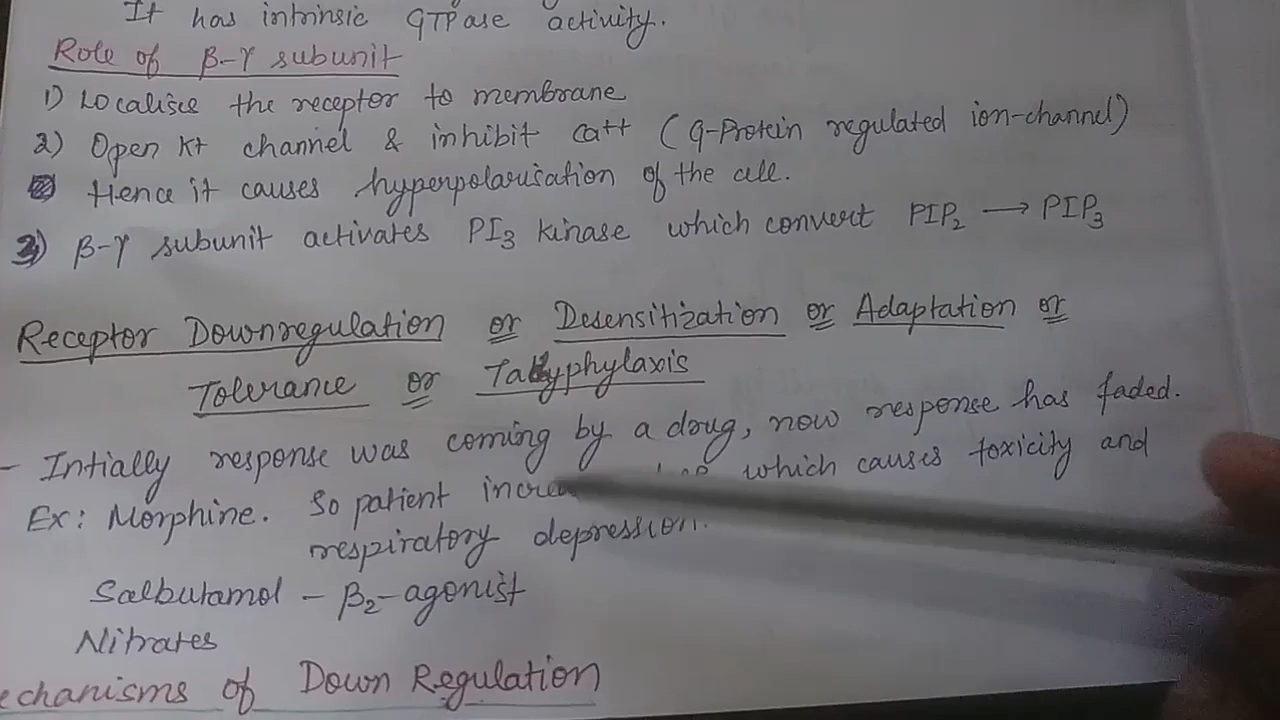 It has intrinsic GTPase activity.
Role of β-γ subunit
1) Localise the receptor to membrane
2) Open K+ channel & inhibit Ca++ (G-Protein regulated ion-channel)
Hence it causes hyperpolarisation of the cell.
3) β-γ subunit activates PI3 kinase which convert PIP2 → PIP3
Receptor Downregulation or Desensitization or Adaptation or
Tolerance or Tachyphylaxis
- Intially response was coming by a drug, now response has faded.
Ex: Morphine. So patient which causes toxicity and
respiratory depression.
Salbutamol - β2-agonist
Nitrates
echanisms of Down Regulation